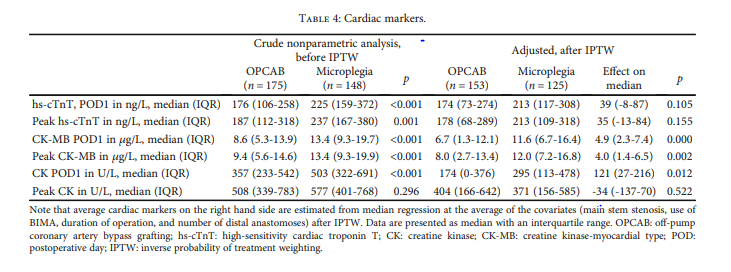 TABLE 4: Cardiac markers.
Crude nonparametric analysis, before IPTW Adjusted, after IPTW
OPCAB (n = 175) Microplegia (n = 148) p OPCAB (n = 153) Microplegia (n = 125) Effect on median p
hs-cTnT, POD1 in ng/L, median (IQR) 176 (106-258) 225 (159-372) <0.001 174 (73-274) 213 (117-308) 39 (-8-87) 0.105
Peak hs-cTnT in ng/L, median (IQR) 187 (112-318) 237 (167-380) 0.001 178 (68-289) 213 (109-318) 35 (-13-84) 0.155
CK-MB POD1 in μg/L, median (IQR) 8.6 (5.3-13.9) 13.4 (9.3-19.7) <0.001 6.7 (1.3-12.1) 11.6 (6.7-16.4) 4.9 (2.3-7.4) 0.000
Peak CK-MB in μg/L, median (IQR) 9.4 (5.6-14.6) 13.4 (9.3-19.9) <0.001 8.0 (2.7-13.4) 12.0 (7.2-16.8) 4.0 (1.4-6.5) 0.002
CK POD1 in U/L, median (IQR) 357 (233-542) 503 (322-691) <0.001 174 (0-376) 295 (113-478) 121 (27-216) 0.012
Peak CK in U/L, median (IQR) 508 (339-783) 577 (401-768) 0.296 404 (166-642) 371 (156-585) -34 (-137-70) 0.522
Note that average cardiac markers on the right hand side are estimated from median regression at the average of the covariates (main stem stenosis, use of
BIMA, duration of operation, and number of distal anastomoses) after IPTW. Data are presented as median with an interquartile range. OPCAB: off-pump
coronary artery bypass grafting; hs-cTnT: high-sensitivity cardiac troponin T; CK: creatine kinase; CK-MB: creatine kinase-myocardial type; POD:
postoperative day; IPTW: inverse probability of treatment weighting.